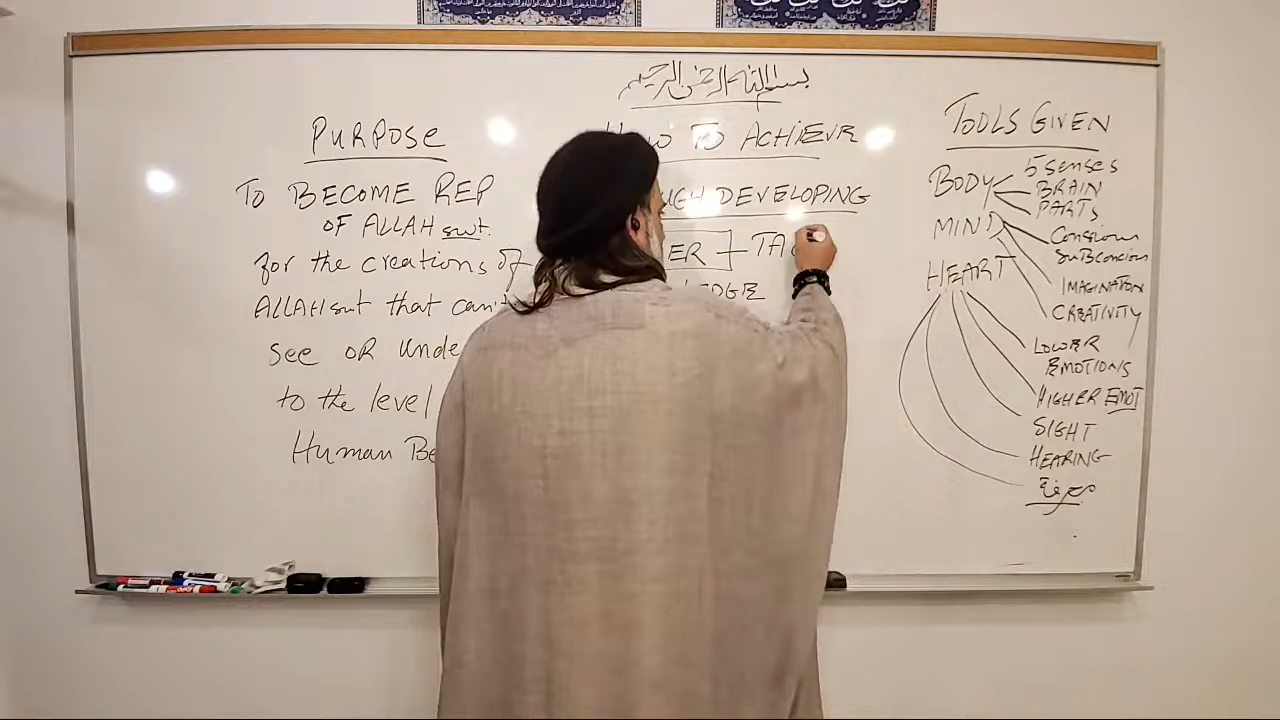 بسم الله الرحمن الرحيم
PURPOSE
TO BECOME REP
OF ALLAH swt.
for the creations of
ALLAH swt that can't
see OR Unde
to the level
Human Be
HOW TO ACHIEVE
UGH DEVELOPING
ER - TA
LEDGE
TOOLS GIVEN
BODY
5 senses
BRAIN
PARTS
MIND
Conscious
SUBCONCIOUS
IMAGINATION
CREATIVITY
HEART
LOWER
EMOTIONS
HIGHER EMOT
SIGHT
HEARING
معرفة